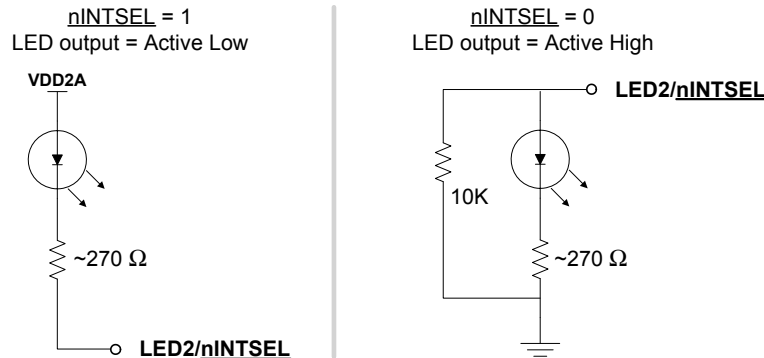 nINTSEL = 1
LED output = Active Low
VDD2A
~270 Ω
LED2/nINTSEL
nINTSEL = 0
LED output = Active High
LED2/nINTSEL
10K
~270 Ω